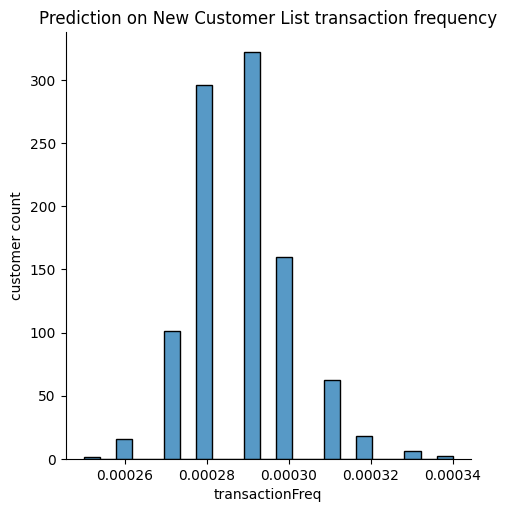 Prediction on New Customer List transaction frequency
customer count
300
250
200
150
100
50
0
0.00026 0.00028 0.00030 0.00032 0.00034
transactionFreq